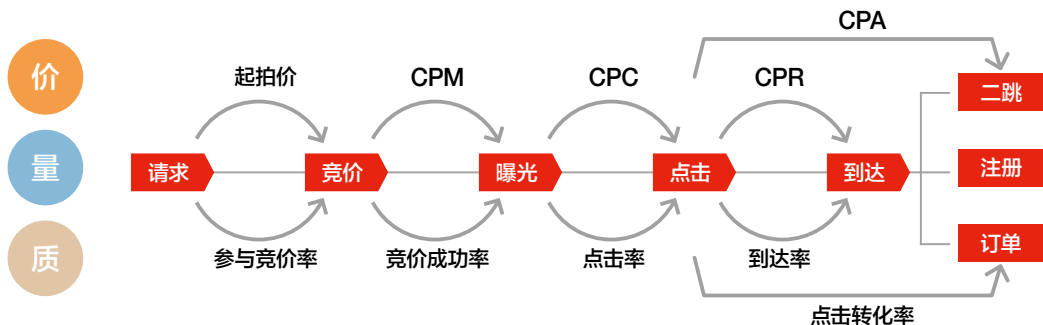 CPA
价
起拍价
CPM
CPC
CPR
二跳
量
请求
竞价
曝光
点击
到达
注册
质
参与竞价率
竞价成功率
点击率
到达率
订单
点击转化率